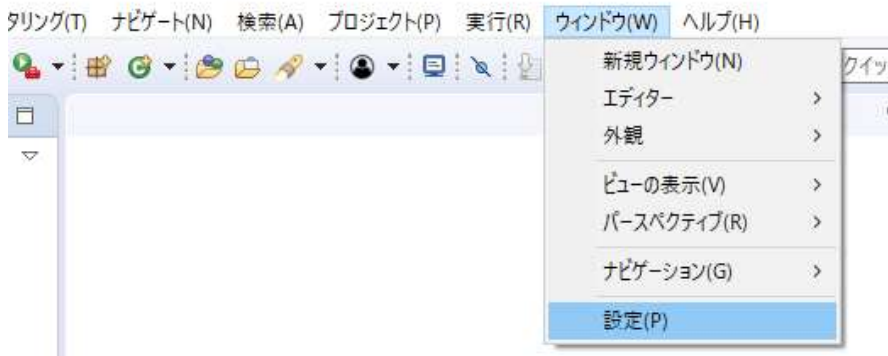 タリング(T) ナビゲート(N) 検索(A) プロジェクト(P) 実行(R) ウィンドウ(W) ヘルプ(H)
新規ウィンドウ(N)
クイッ
エディター
外観
ビューの表示(V)
パースペクティブ(R)
ナビゲーション(G)
設定(P)